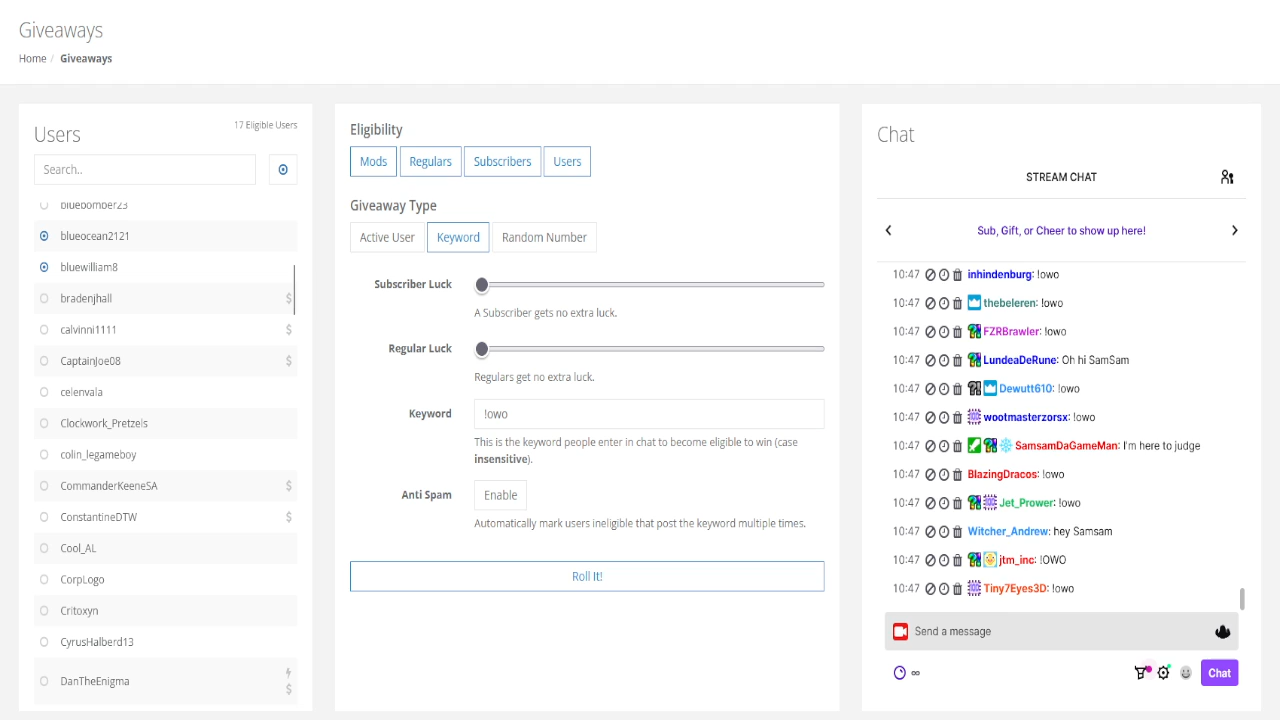 Giveaways
Home / Giveaways
Users
17 Eligible Users
Search..
bluebomber23
blueocean2121
bluewilliam8
bradenjhall $
calvinni1111 $
CaptainJoe08 $
celenvala
Clockwork_Pretzels
colin_legameboy
CommanderKeeneSA $
ConstantineDTW $
Cool_AL
CorpLogo
Critoxyn
CyrusHalberd13
DanTheEnigma $
Eligibility
Mods Regulars Subscribers Users
Giveaway Type
Active User Keyword Random Number
Subscriber Luck
A Subscriber gets no extra luck.
Regular Luck
Regulars get no extra luck.
Keyword !owo
This is the keyword people enter in chat to become eligible to win (case
insensitive).
Anti Spam Enable
Automatically mark users ineligible that post the keyword multiple times.
Roll It!
Chat
STREAM CHAT
Sub, Gift, or Cheer to show up here!
10:47 inhindenburg: !owo
10:47 thebeleren: !owo
10:47 FZRBrawler: !owo
10:47 LundeaDeRune: Oh hi SamSam
10:47 Dewutt610: !owo
10:47 wootmasterzorsx: !owo
10:47 SamsamDaGameMan: I'm here to judge
10:47 BlazingDracos: !owo
10:47 Jet_Prower: !owo
10:47 Witcher_Andrew: hey Samsam
10:47 jtm_inc: !OWO
10:47 Tiny7Eyes3D: !owo
Send a message
∞ Chat